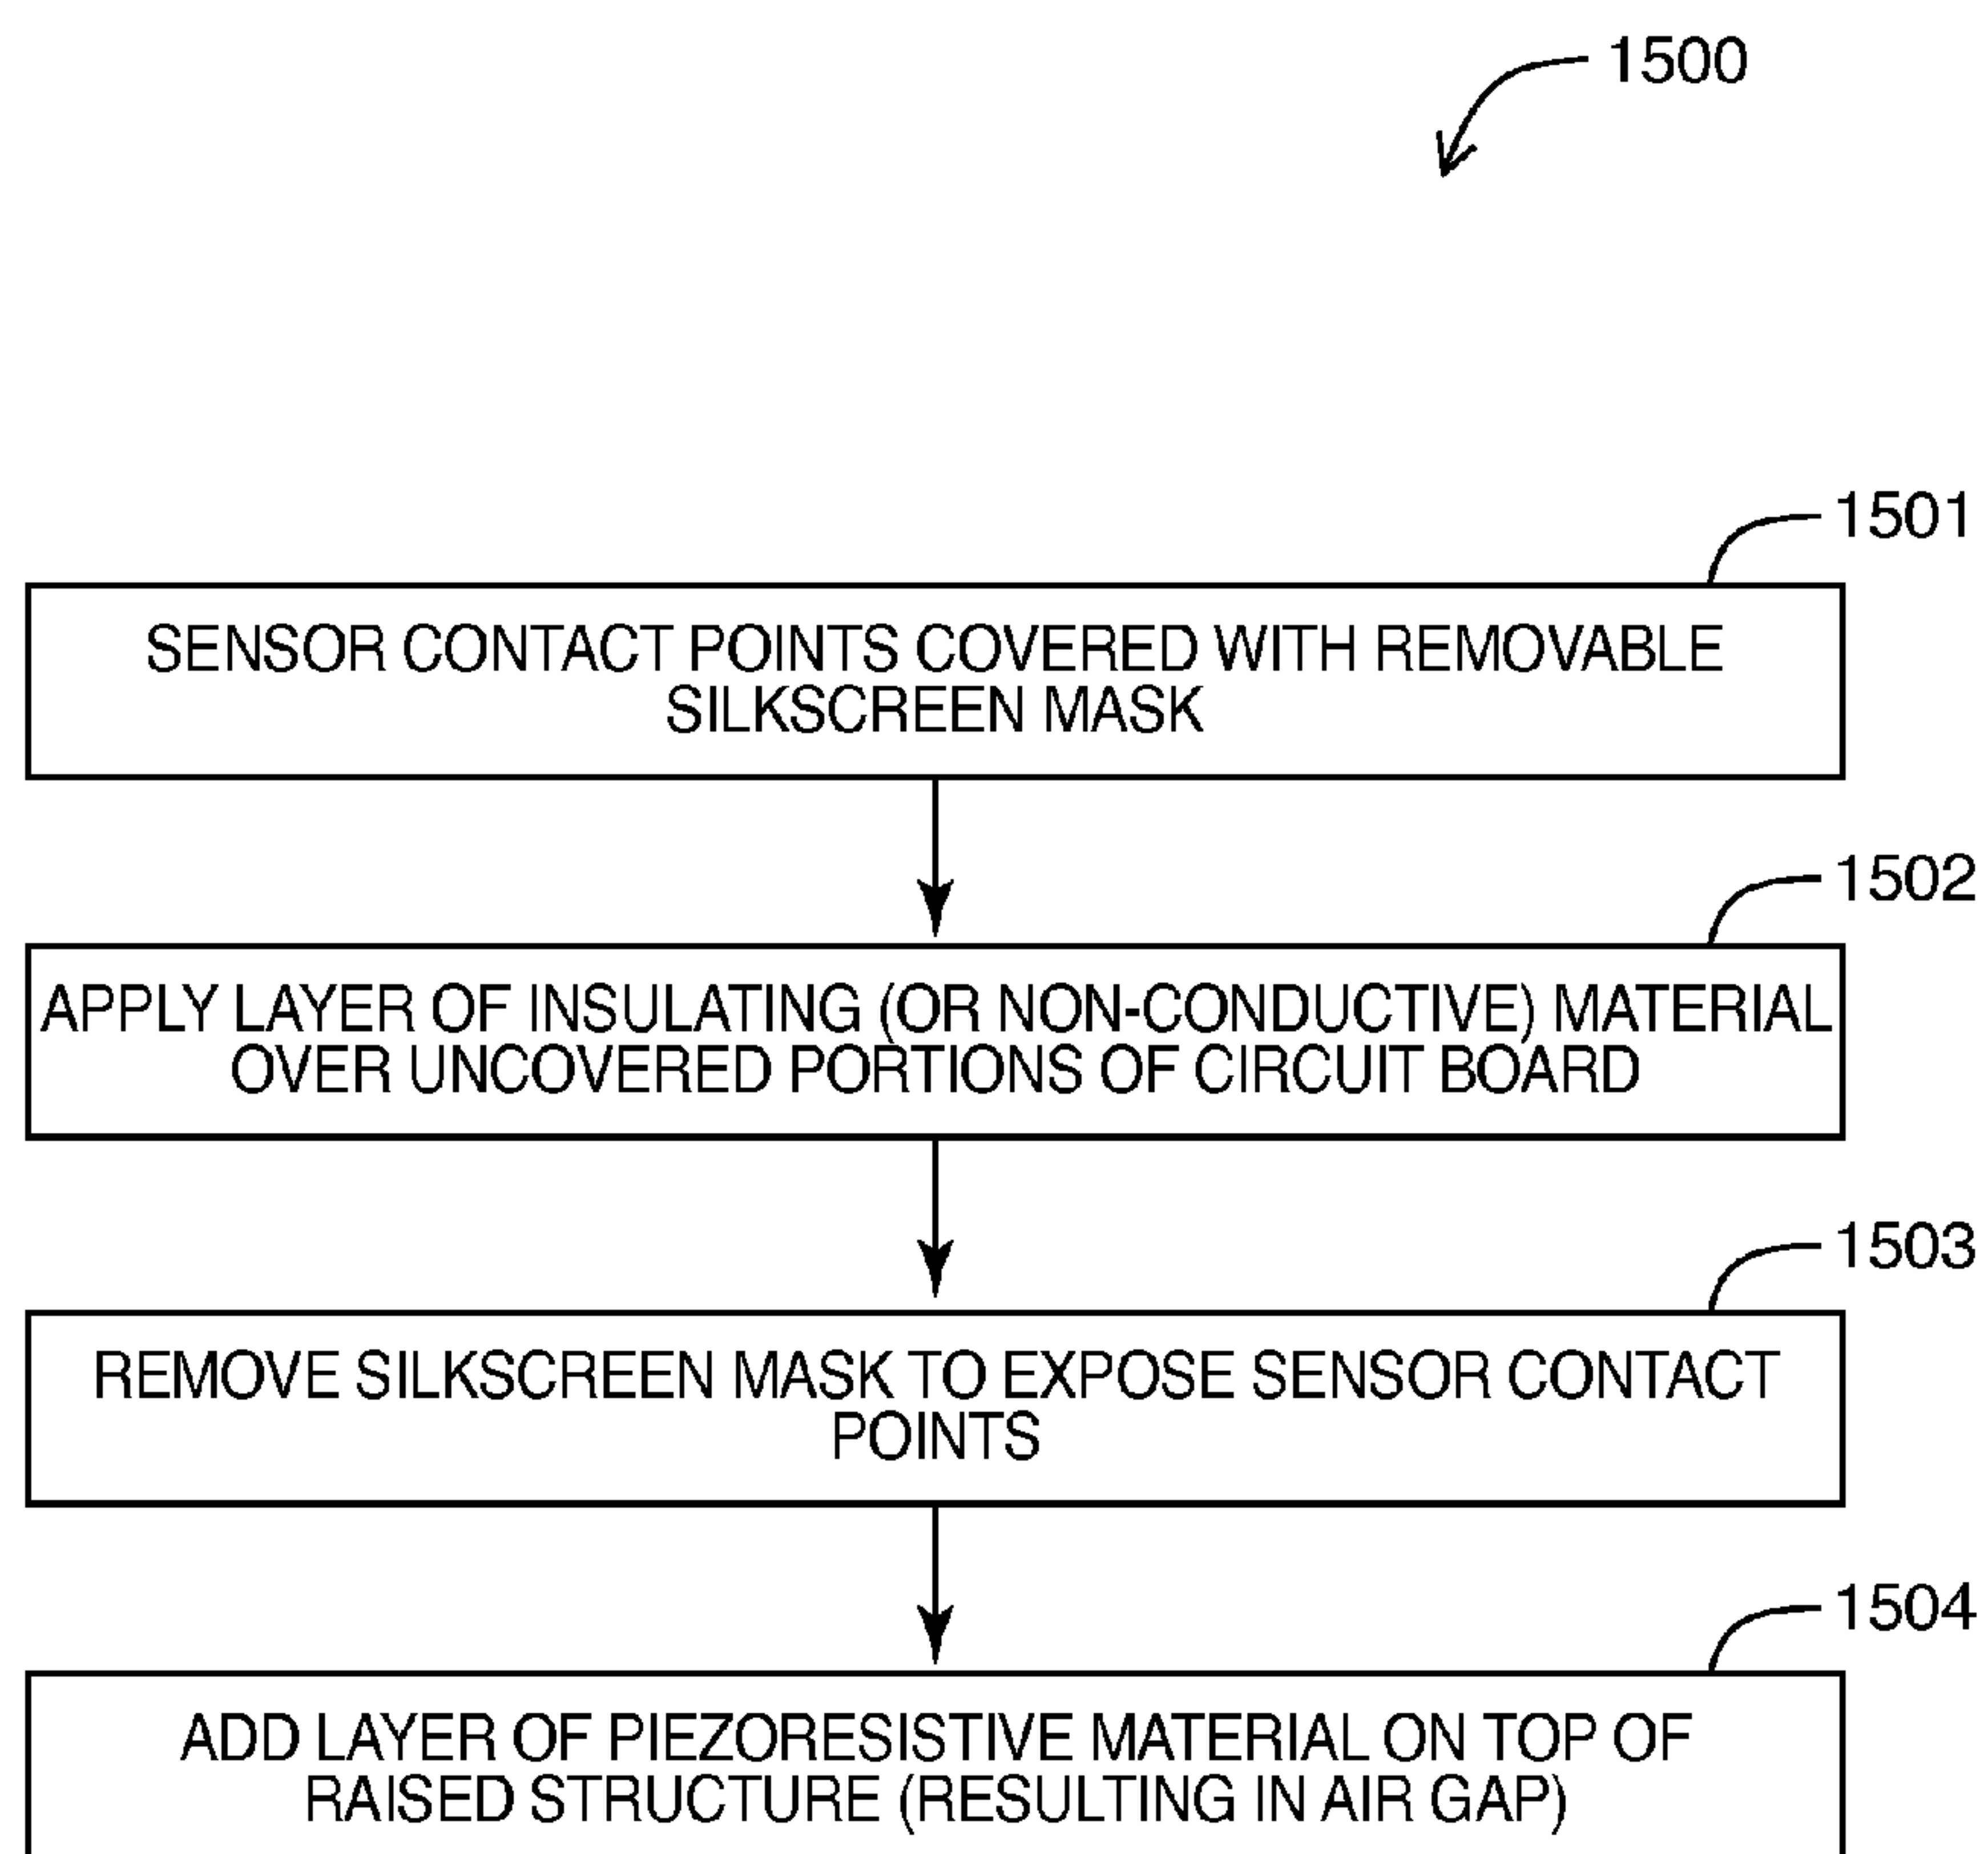 1500
1501
SENSOR CONTACT POINTS COVERED WITH REMOVABLE
SILKSCREEN MASK
1502
APPLY LAYER OF INSULATING (OR NON-CONDUCTIVE) MATERIAL
OVER UNCOVERED PORTIONS OF CIRCUIT BOARD
1503
REMOVE SILKSCREEN MASK TO EXPOSE SENSOR CONTACT
POINTS
1504
ADD LAYER OF PIEZORESISTIVE MATERIAL ON TOP OF
RAISED STRUCTURE (RESULTING IN AIR GAP)